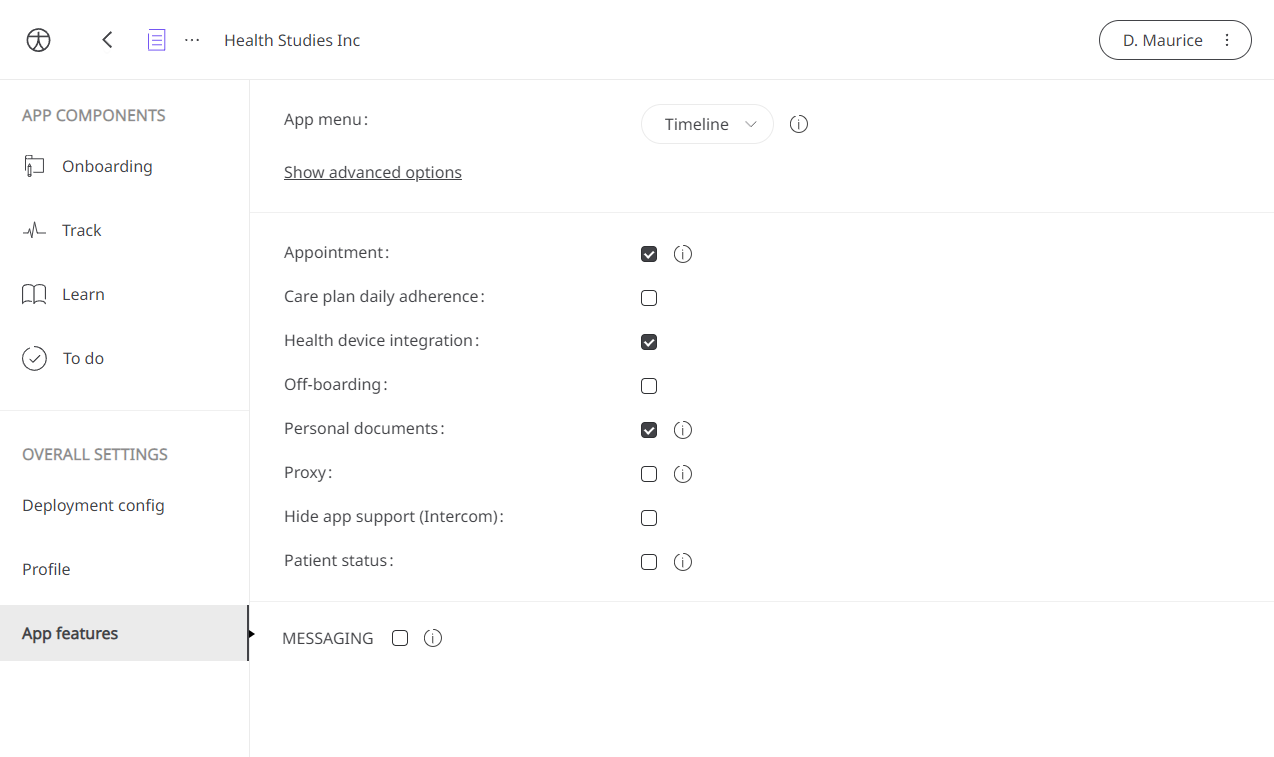 Health Studies Inc
D. Maurice
APP COMPONENTS
Onboarding
Track
Learn
To do
OVERALL SETTINGS
Deployment config
Profile
App features
App menu:
Timeline
Show advanced options
Appointment:
Care plan daily adherence:
Health device integration:
Off-boarding:
Personal documents:
Proxy:
Hide app support (Intercom):
Patient status:
MESSAGING